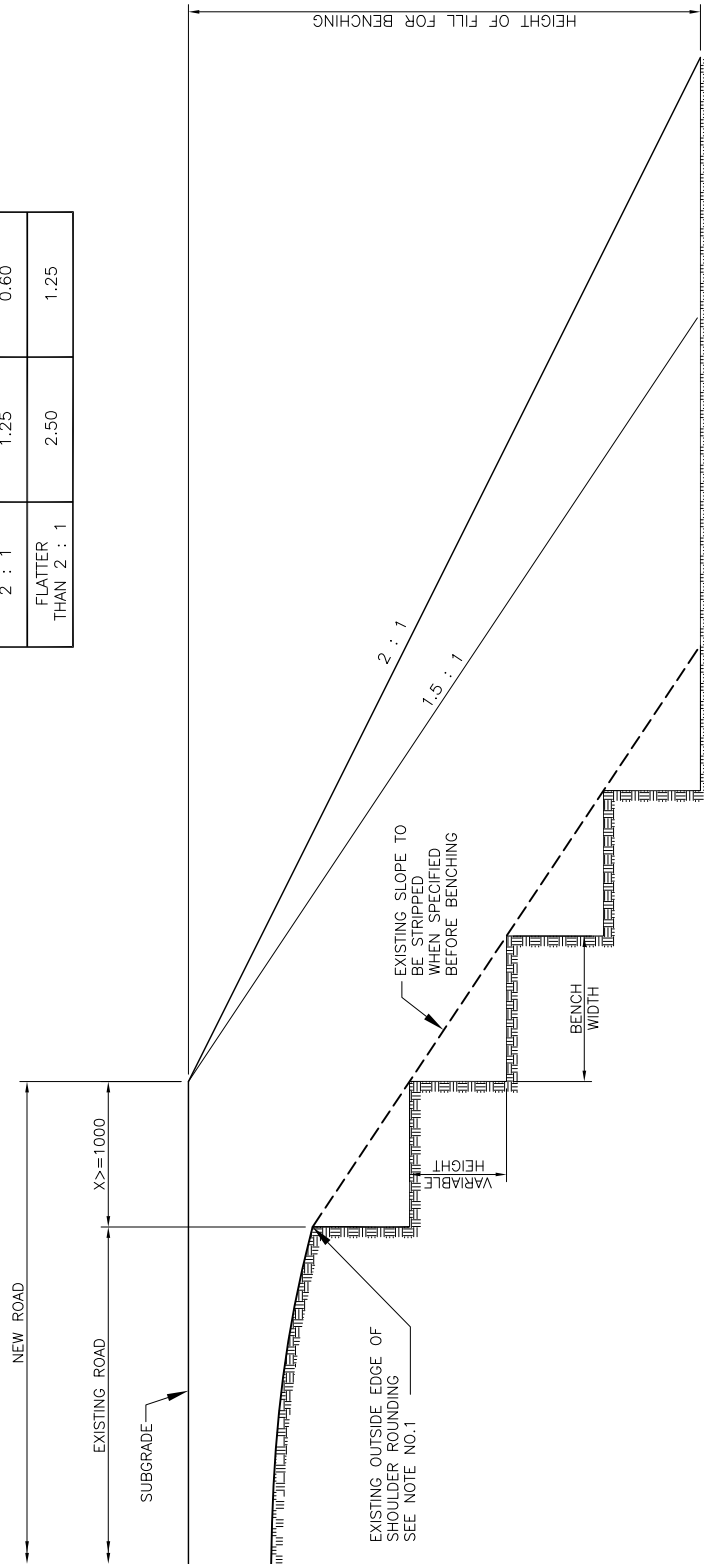 2 : 1
1.25
0.60
FLATTER
THAN 2 : 1
2.50
1.25
NEW ROAD
EXISTING ROAD
X>=1000
SUBGRADE
HEIGHT OF FILL FOR BENCHING
2 : 1
1.5 : 1
EXISTING SLOPE TO
BE STRIPPED
WHEN SPECIFIED
BEFORE BENCHING
BENCH
WIDTH
VARIABLE
HEIGHT
EXISTING OUTSIDE EDGE OF
SHOULDER ROUNDING
SEE NOTE NO.1